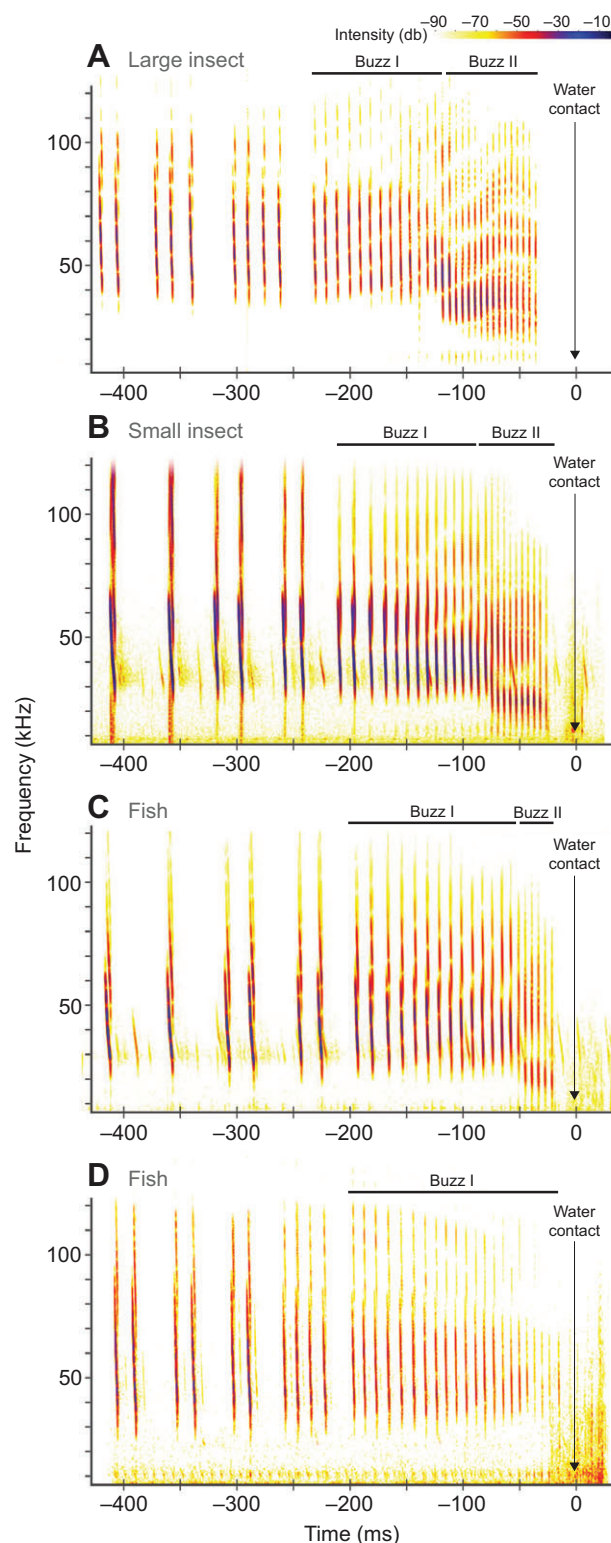 Intensity (db) –90 –70 –50 –30 –10
A Large insect
Buzz I Buzz II
Water
contact
100
50
–400 –300 –200 –100 0
B Small insect
Buzz I Buzz II
Water
contact
100
50
–400 –300 –200 –100 0
Frequency (kHz)
C Fish
Buzz I Buzz II
Water
contact
100
50
–400 –300 –200 –100 0
D Fish
Buzz I
Water
contact
100
50
–400 –300 –200 –100 0
Time (ms)